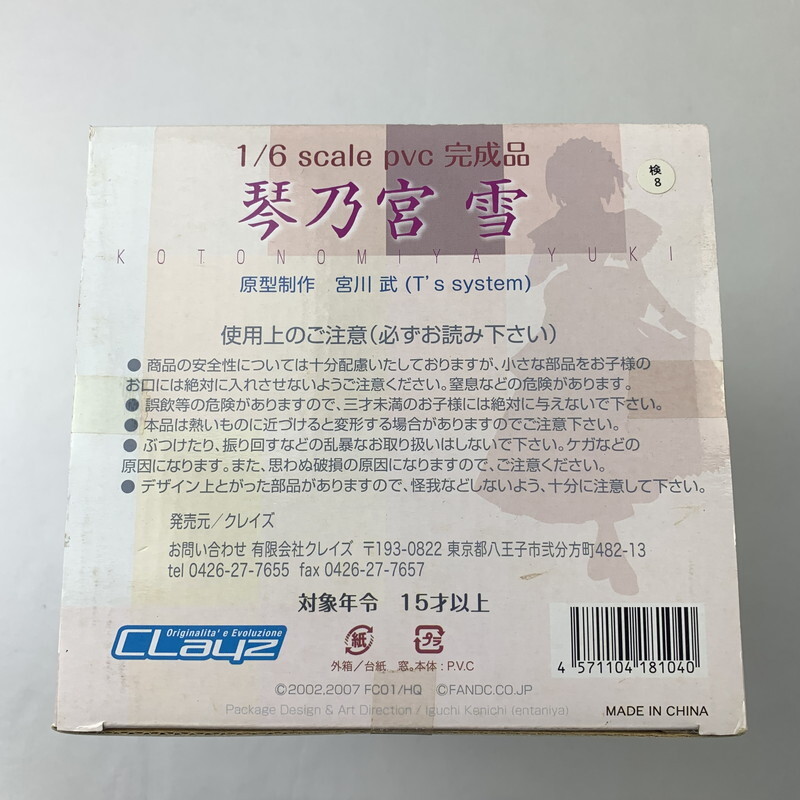 1/6 scale pvc 完成品
検
8
琴乃宮 雪
KOTONOMIYA YUKI
原型制作 宮川 武 (T's system)
使用上のご注意(必ずお読み下さい)
● 商品の安全性については十分配慮いたしておりますが、小さな部品をお子様の
お口には絶対に入れさせないようご注意ください。窒息などの危険があります。
● 誤飲等の危険がありますので、三才未満のお子様には絶対に与えないで下さい。
● 本品は熱いものに近づけると変形する場合がありますのでご注意下さい。
● ぶつけたり、振り回すなどの乱暴なお取り扱いはしないで下さい。ケガなどの
原因になります。また、思わぬ破損の原因になりますので、ご注意ください。
● デザイン上とがった部品がありますので、怪我などしないよう、十分に注意して下さい。
発売元/クレイズ
お問い合わせ 有限会社クレイズ 〒193-0822 東京都八王子市弐分方町482-13
tel 0426-27-7655 fax 0426-27-7657
対象年令 15才以上
Originalita' e Evoluzione
CLayz
紙
プラ
外箱/台紙 窓。本体:P.V.C
4 571104 181040
©2002.2007 FC01/HQ ©FANDC.CO.JP
Package Design & Art Direction / Iguchi Kenichi (entaniya)
MADE IN CHINA